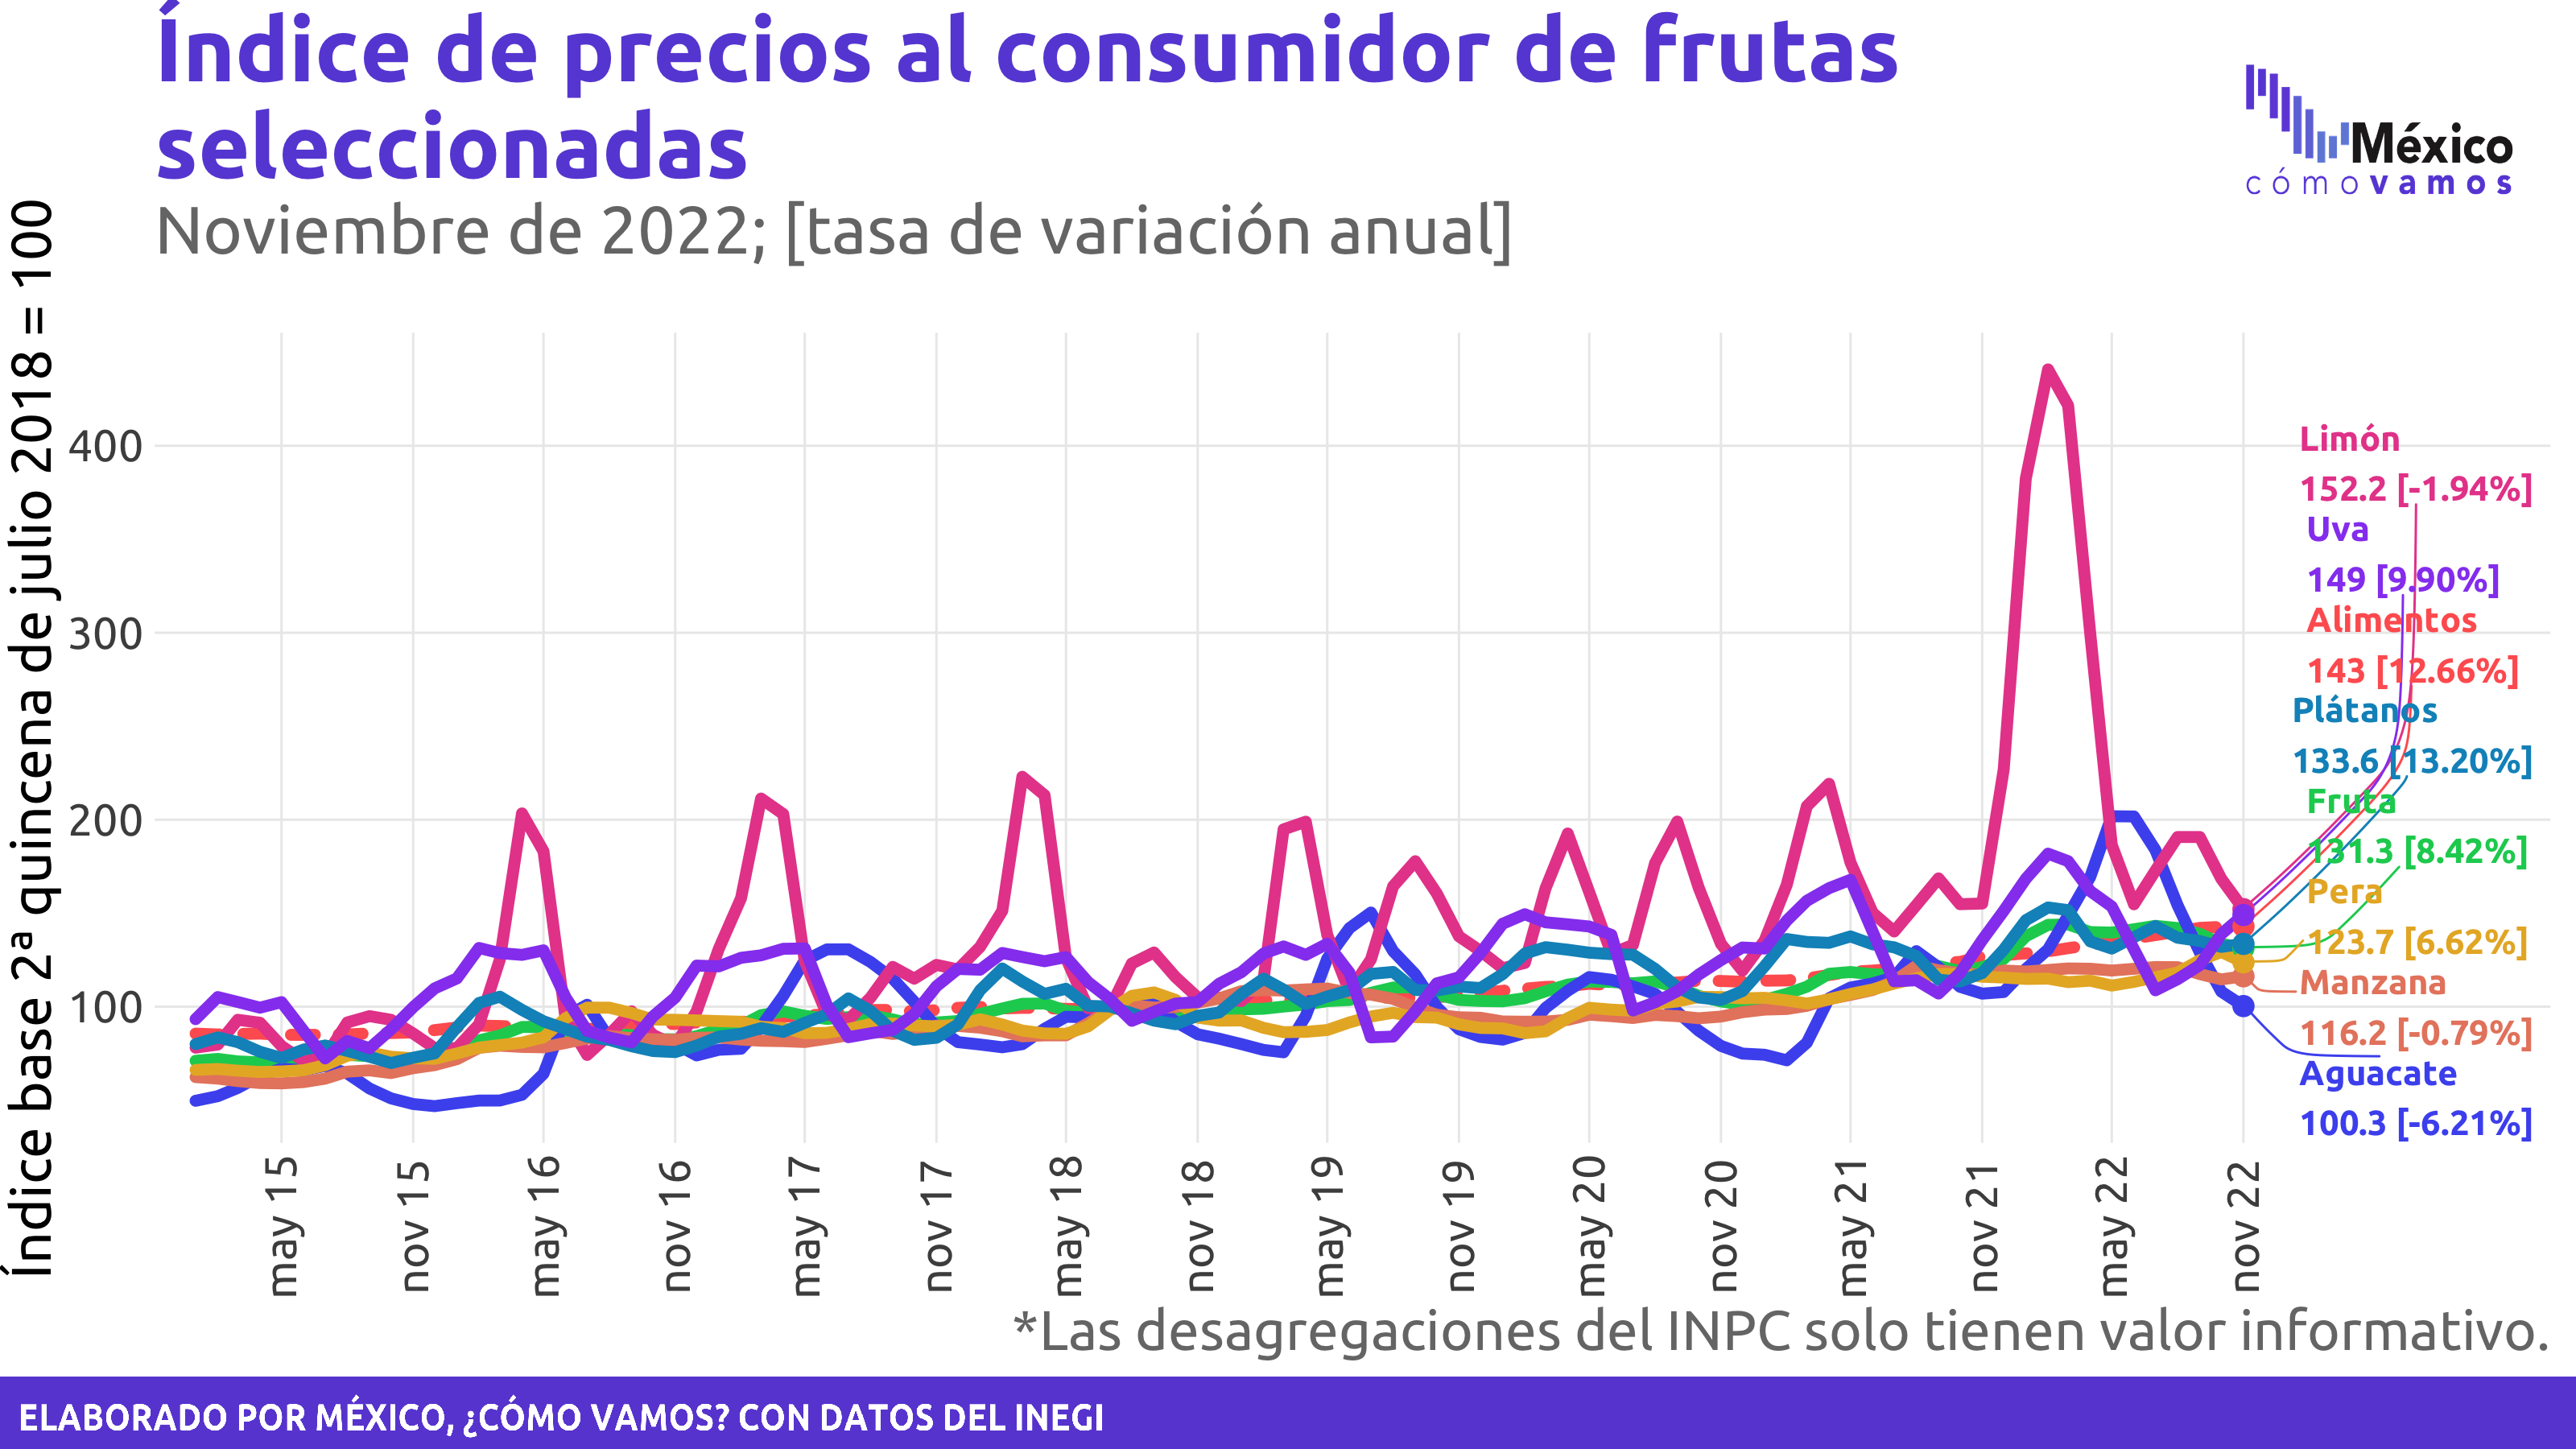 Índice de precios al consumidor de frutas
seleccionadas
Noviembre de 2022; [tasa de variación anual]
México
cómo vamos
Índice base 2ª quincena de julio 2018 = 100
400
300
200
100
Limón
152.2 [-1.94%]
Uva
149 [9.90%]
Alimentos
143 [12.66%]
Plátanos
133.6 [13.20%]
Fruta
131.3 [8.42%]
Pera
123.7 [6.62%]
Manzana
116.2 [-0.79%]
Aguacate
100.3 [-6.21%]
may 15
nov 15
may 16
nov 16
may 17
nov 17
may 18
nov 18
may 19
nov 19
may 20
nov 20
may 21
nov 21
may 22
nov 22
*Las desagregaciones del INPC solo tienen valor informativo.
ELABORADO POR MÉXICO, ¿CÓMO VAMOS? CON DATOS DEL INEGI